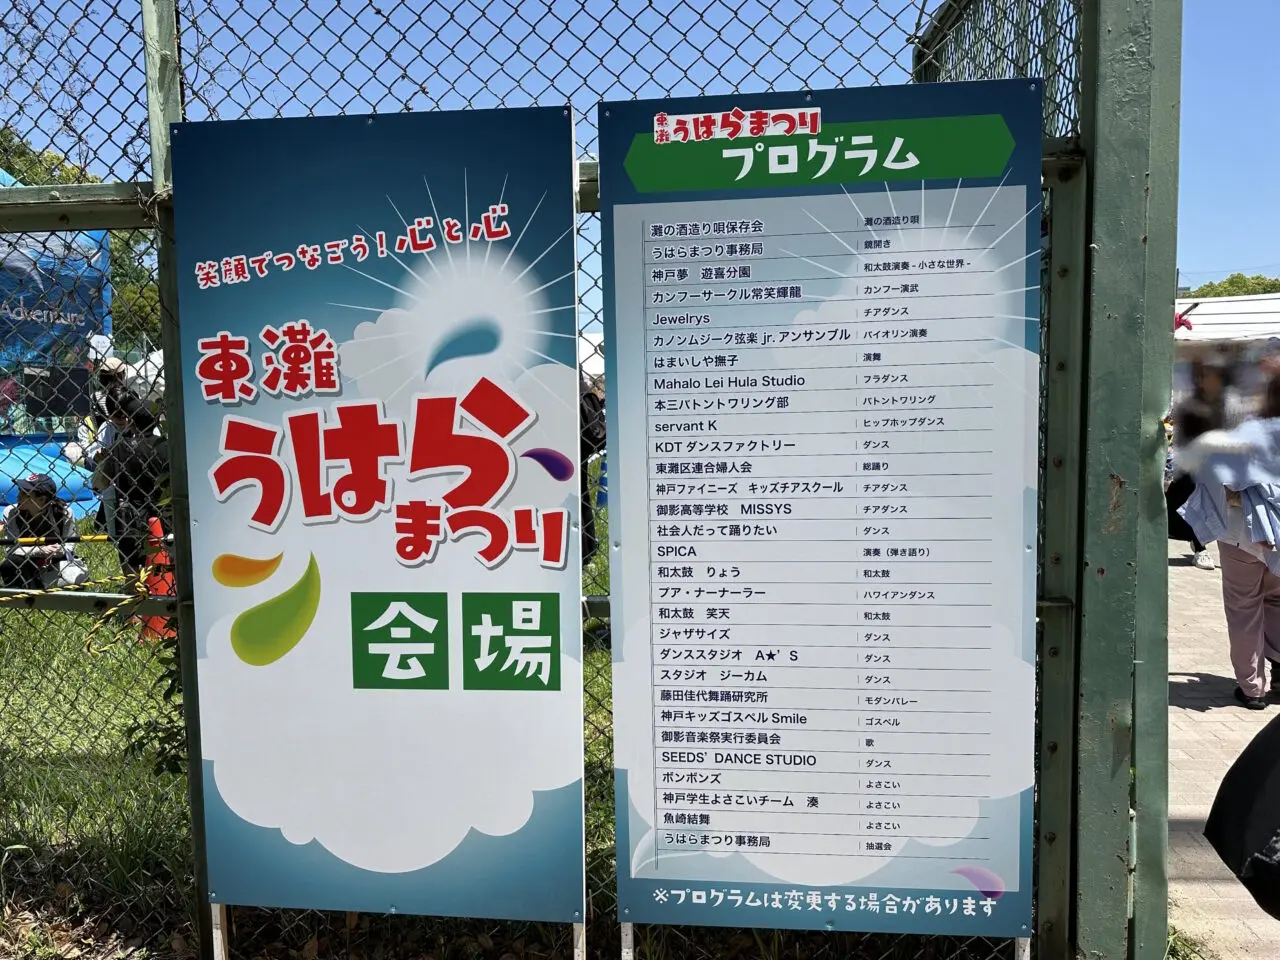 Adventure
笑顔でつなごう！心と心
東灘
うはら
まつり
会場
東灘うはらまつり
プログラム
灘の酒造り唄保存会 灘の酒造り唄
うはらまつり事務局 鏡開き
神戸夢 遊喜分園 和太鼓演奏-小さな世界-
カンフーサークル常笑輝龍 カンフー演武
Jewelrys チアダンス
カノンムジーク弦楽jr.アンサンブル バイオリン演奏
はまいしや撫子 演舞
Mahalo Lei Hula Studio フラダンス
本三バトントワリング部 バトントワリング
servant K ヒップホップダンス
KDTダンスファクトリー ダンス
東灘区連合婦人会 総踊り
神戸ファイニーズ キッズチアスクール チアダンス
御影高等学校 MISSYS チアダンス
社会人だって踊りたい ダンス
SPICA 演奏（弾き語り）
和太鼓 りょう 和太鼓
プア・ナーナーラー ハワイアンダンス
和太鼓 笑天 和太鼓
ジャザサイズ ダンス
ダンススタジオ A★'S ダンス
スタジオ ジーカム ダンス
藤田佳代舞踊研究所 モダンバレー
神戸キッズゴスペルSmile ゴスペル
御影音楽祭実行委員会 歌
SEEDS' DANCE STUDIO ダンス
ボンボンズ よさこい
神戸学生よさこいチーム 湊 よさこい
魚崎結舞 よさこい
うはらまつり事務局 抽選会
※プログラムは変更する場合があります